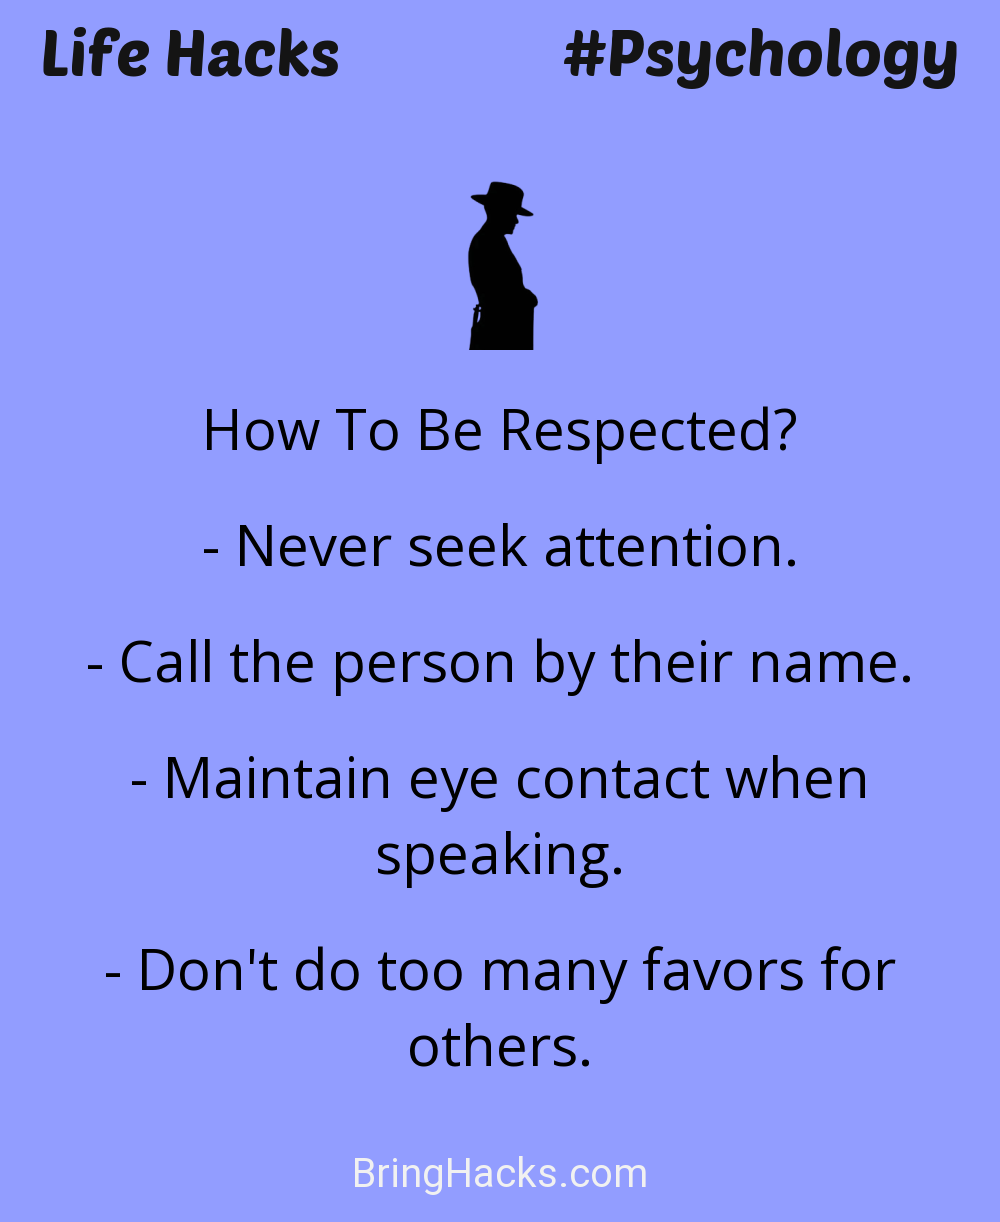 Life Hacks #Psychology
How To Be Respected?
- Never seek attention.
- Call the person by their name.
- Maintain eye contact when
speaking.
- Don't do too many favors for
others.
BringHacks.com